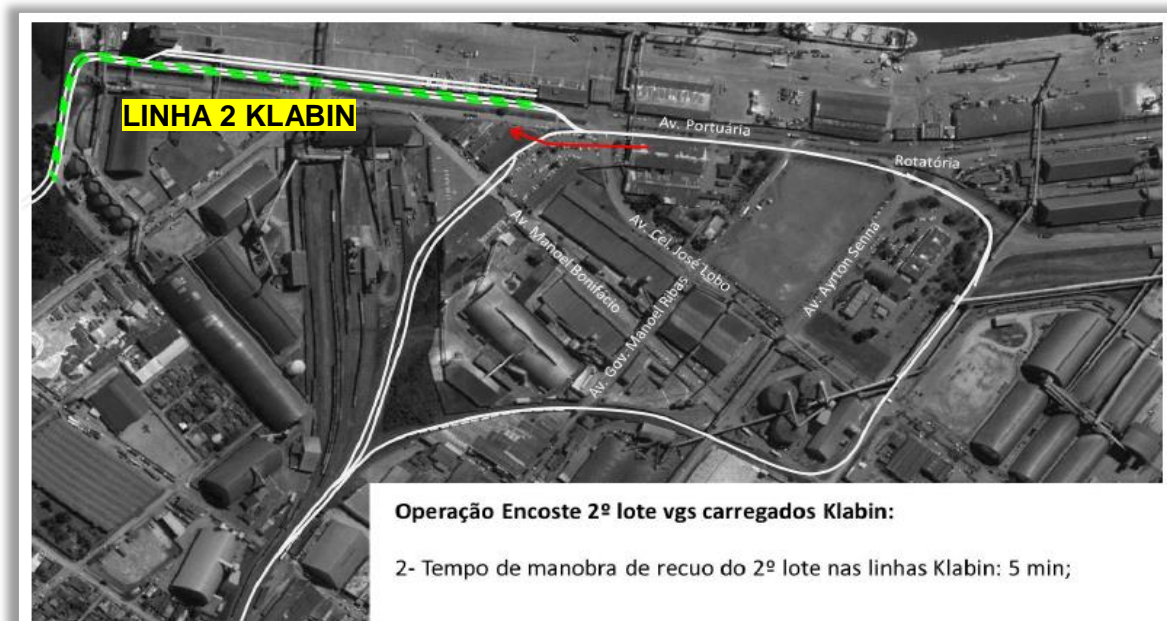 LINHA 2 KLABIN
Av. Portuária
Rotatória
Av. Manoel Bonifácio
Av. Cel. José Lobo
Av. Gov. Manoel Ribas
Av. Ayrton Senna
Operação Encoste 2º lote vgs carregados Klabin:
2- Tempo de manobra de recuo do 2º lote nas linhas Klabin: 5 min;